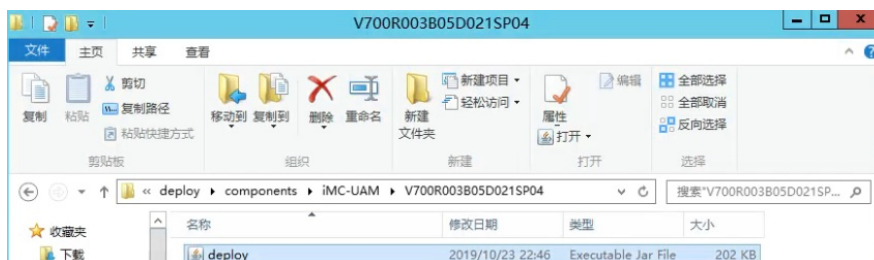 V700R003B05D021SP04
文件 主页 共享 查看
复制
粘贴
剪切
复制路径
粘贴快捷方式
剪贴板
移动到 复制到 删除 重命名
组织
新建
文件夹
新建项目
轻松访问
新建
属性
打开
编辑
打开
全部选择
全部取消
反向选择
选择
« deploy iMC-UAM components V700R003B05D021SP04
搜索"V700R003B05D021SP...
收藏夹
下载
名称 修改日期 类型 大小
deploy 2019/10/23 22:46 Executable Jar File 202 KB